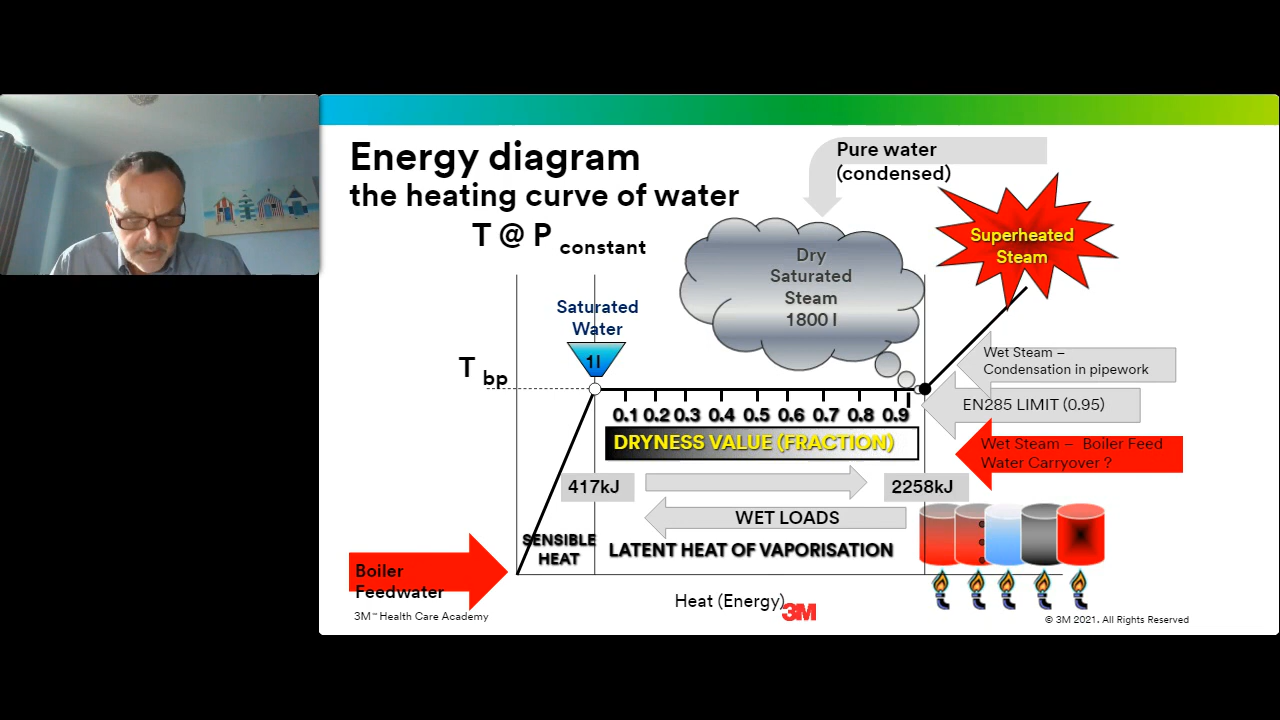 Energy diagram
the heating curve of water
T @ P constant
Pure water
(condensed)
Superheated
Steam
Dry
Saturated
Steam
1800 l
Saturated
Water
1l
T bp
Wet Steam –
Condensation in pipework
EN285 LIMIT (0.95)
0.1 0.2 0.3 0.4 0.5 0.6 0.7 0.8 0.9
DRYNESS VALUE (FRACTION)
Wet Steam – Boiler Feed
Water Carryover ?
417kJ
2258kJ
WET LOADS
SENSIBLE
HEAT
LATENT HEAT OF VAPORISATION
Boiler
Feedwater
Heat (Energy)
3M
3M™ Health Care Academy
© 3M 2021. All Rights Reserved